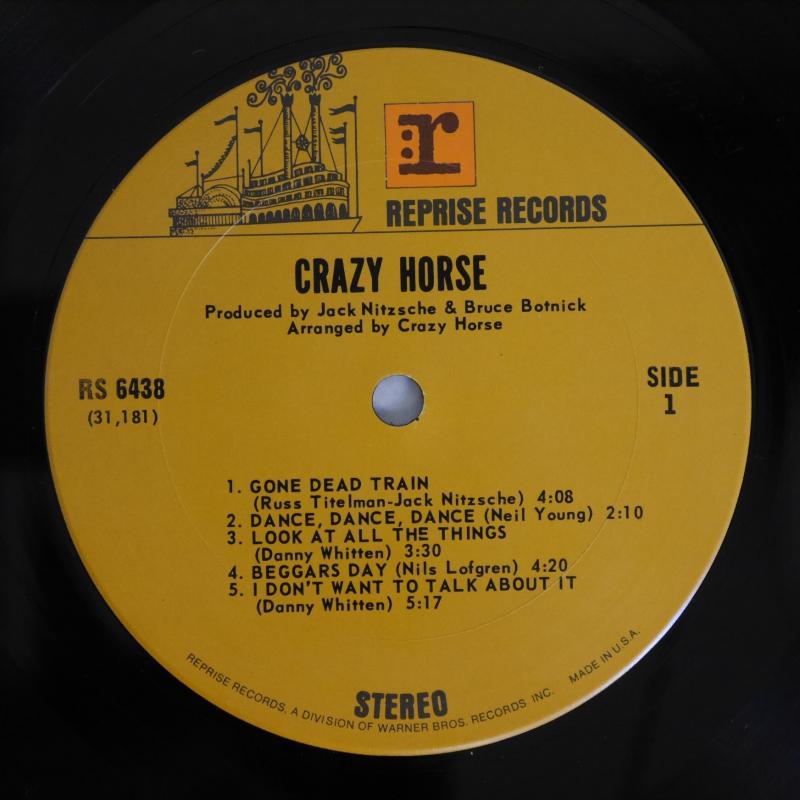 r
REPRISE RECORDS
CRAZY HORSE
Produced by Jack Nitzsche & Bruce Botnick
Arranged by Crazy Horse
RS 6438
(31,181)
SIDE
1
1. GONE DEAD TRAIN
(Russ Titelman-Jack Nitzsche) 4:08
2. DANCE, DANCE, DANCE (Neil Young) 2:10
3. LOOK AT ALL THE THINGS
(Danny Whitten) 3:30
4. BEGGARS DAY (Nils Lofgren) 4:20
5. I DON'T WANT TO TALK ABOUT IT
(Danny Whitten) 5:17
STEREO
REPRISE RECORDS, A DIVISION OF WARNER BROS. RECORDS INC. MADE IN U.S.A.